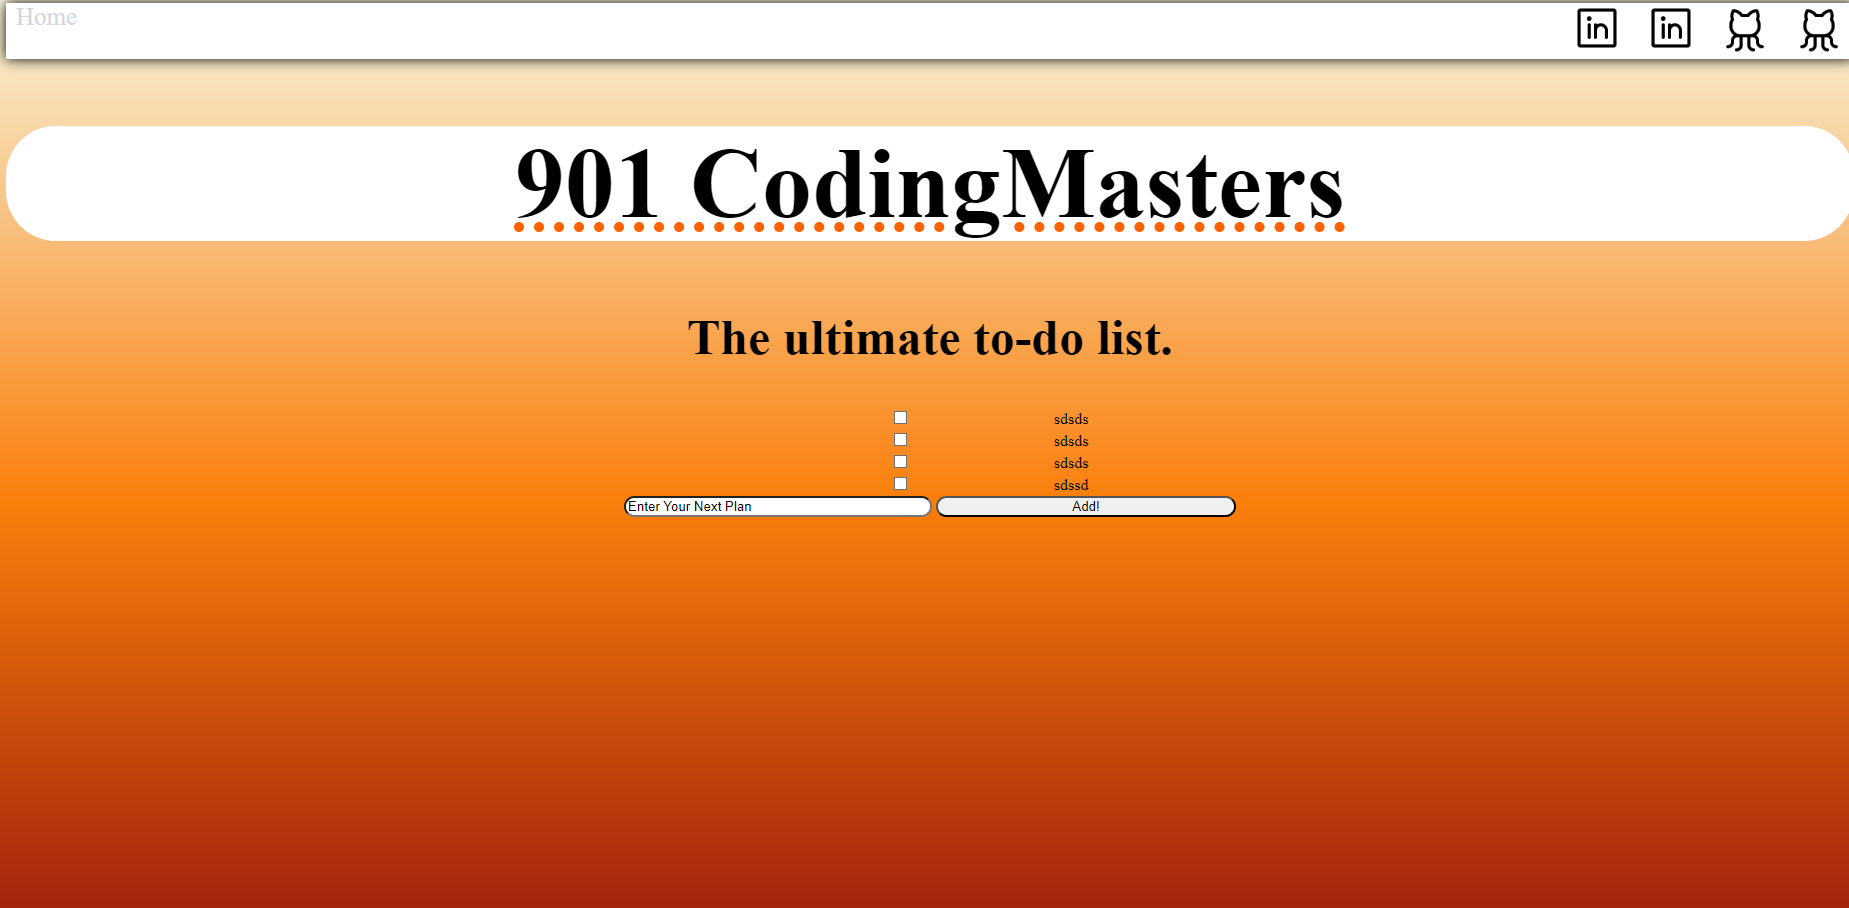 Home
in in
901 CodingMasters
The ultimate to-do list.
sdsds
sdsds
sdsds
sdssd
Enter Your Next Plan Add!